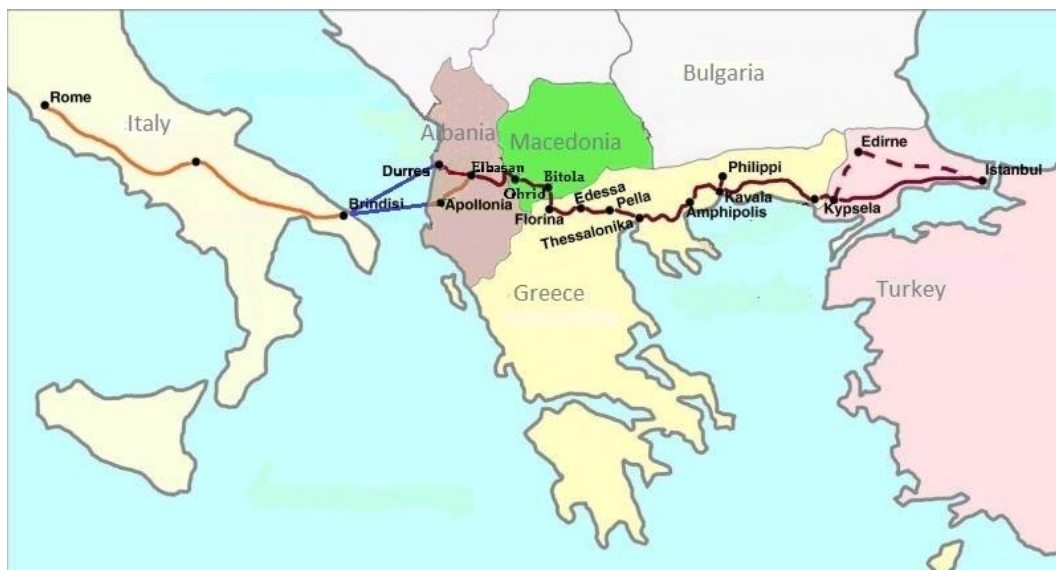 Bulgaria
Rome
Italy
Albania
Macedonia
Edirne
Durres
Elbasan
Philippi
Istanbul
Bitola
Ohrid
Edessa
Brindisi
Apollonia
Pella
Kavala
Kypsela
Florina
Amphipolis
Thessalonika
Greece
Turkey